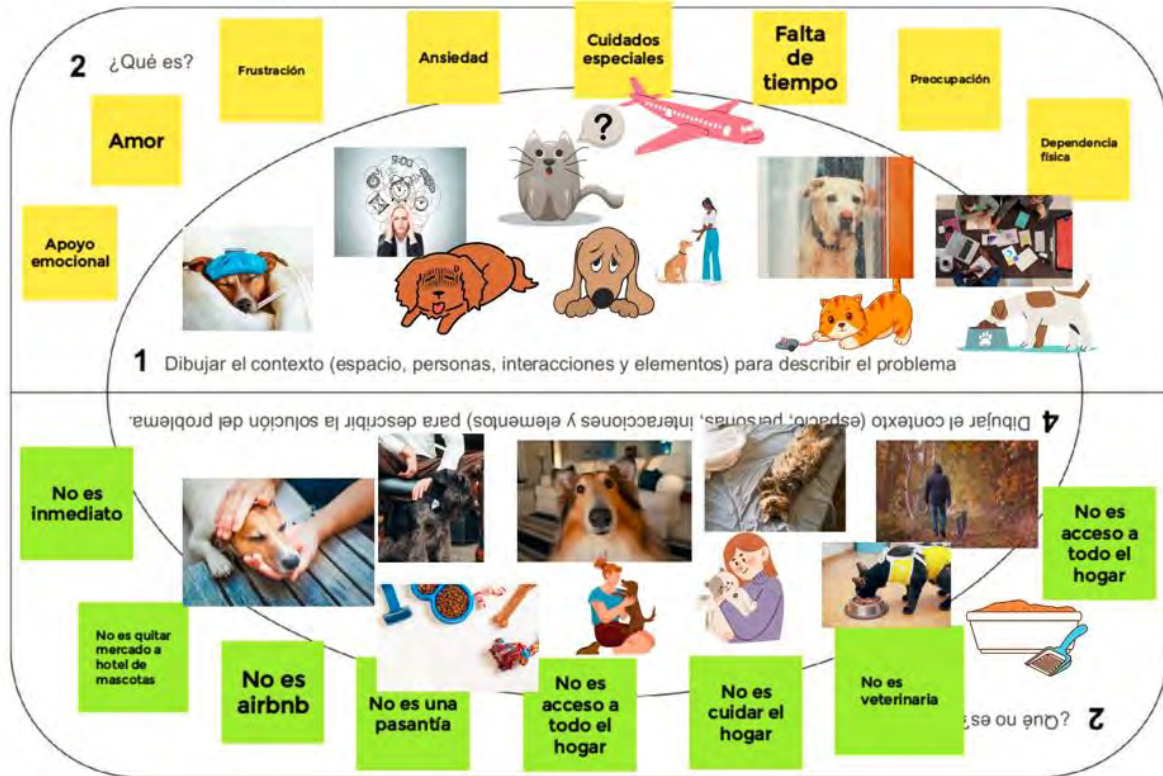 2 ¿Qué es?
Frustración
Ansiedad
Cuidados
especiales
Falta
de
tiempo
Preocupación
Dependencia
física
Amor
Apoyo
emocional
?
1 Dibujar el contexto (espacio, personas, interacciones y elementos) para describir el problema
4 Dibujar el contexto (espacio, personas, interacciones y elementos) para describir la solución del problema.
No es
inmediato
No es
acceso a
todo el
hogar
No es quitar
mercado a
hotel de
mascotas
No es
airbnb
No es una
pasantía
No es
acceso a
todo el
hogar
No es
cuidar el
hogar
No es
veterinaria
2 ¿Qué no es?